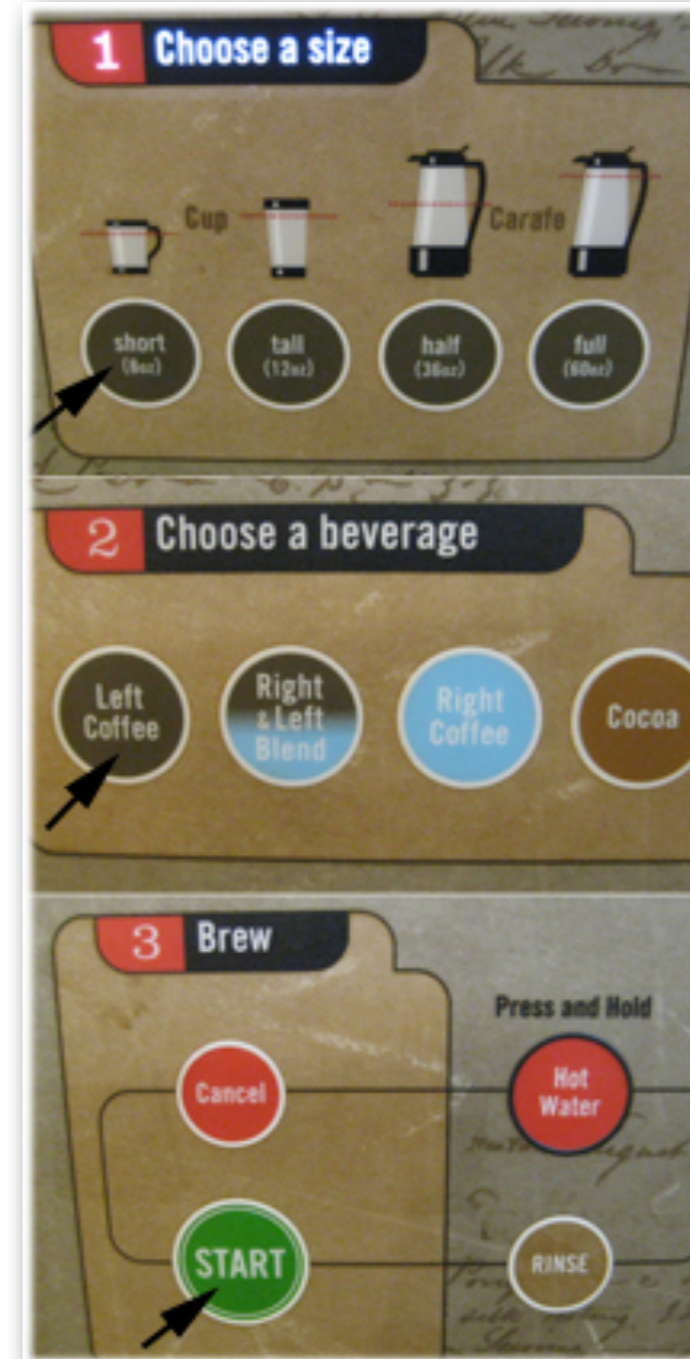 1 Choose a size
Cup
Carafe
short
(8oz)
tall
(12oz)
half
(36oz)
full
(60oz)
2 Choose a beverage
Left
Coffee
Right
& Left
Blend
Right
Coffee
Cocoa
3 Brew
Press and Hold
Cancel
Hot
Water
START
RINSE